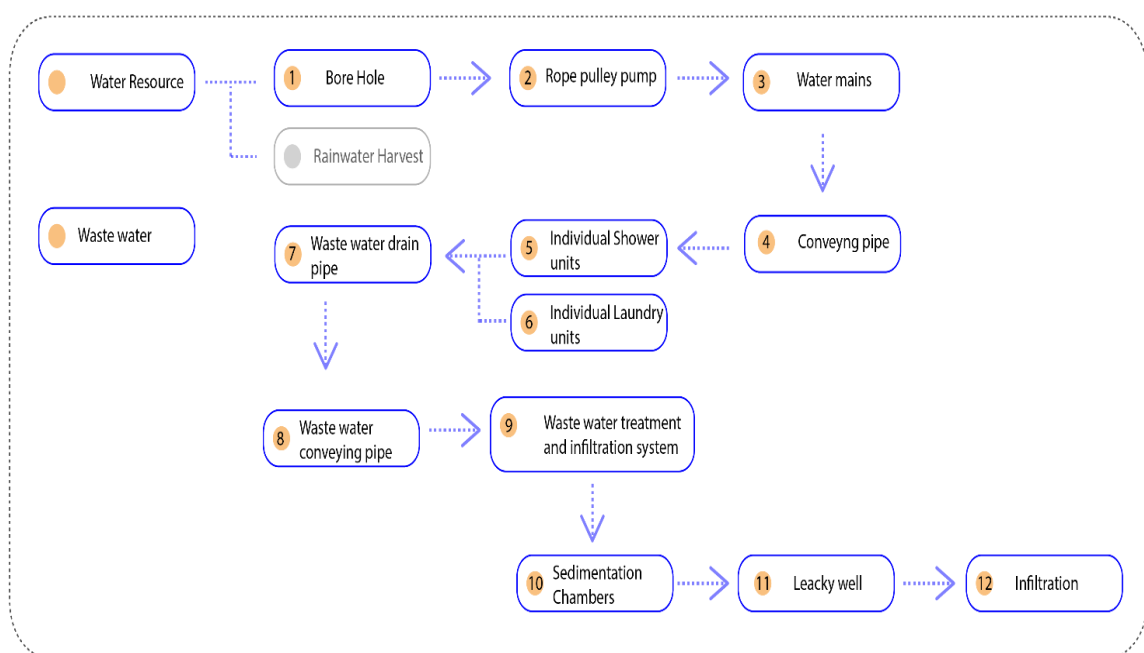 Water Resource
1 Bore Hole
2 Rope pulley pump
3 Water mains
Rainwater Harvest
Waste water
7 Waste water drain
pipe
5 Individual Shower
units
4 Conveyng pipe
6 Individual Laundry
units
8 Waste water
conveying pipe
9 Waste water treatment
and infiltration system
10 Sedimentation
Chambers
11 Leacky well
12 Infiltration